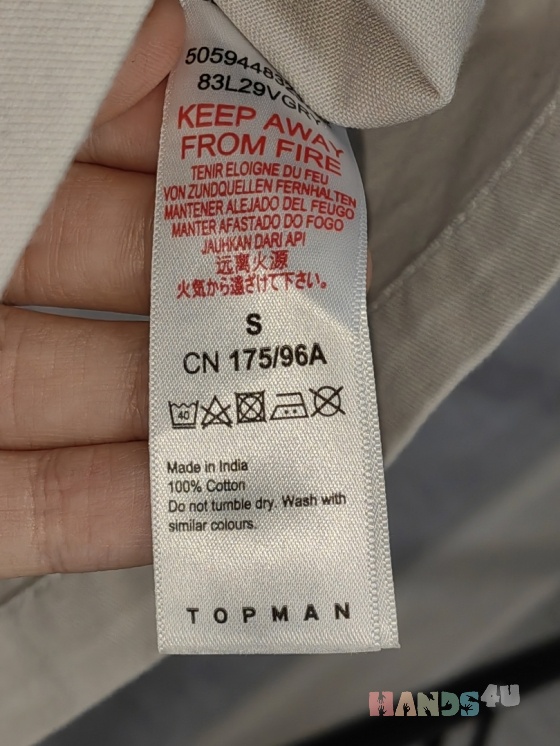 KEEP AWAY
FROM FIRE
TENIR ELOIGNE DU FEU
VON ZUNDQUELLEN FERNHALTEN
MANTENER ALEJADO DEL FEUGO
MANTER AFASTADO DO FOGO
JAUHKAN DARI API
远离火源
火気から遠ざけて下さい。
S
CN 175/96A
40
Made in India
100% Cotton
Do not tumble dry. Wash with
similar colours.
TOPMAN
HANDS4U